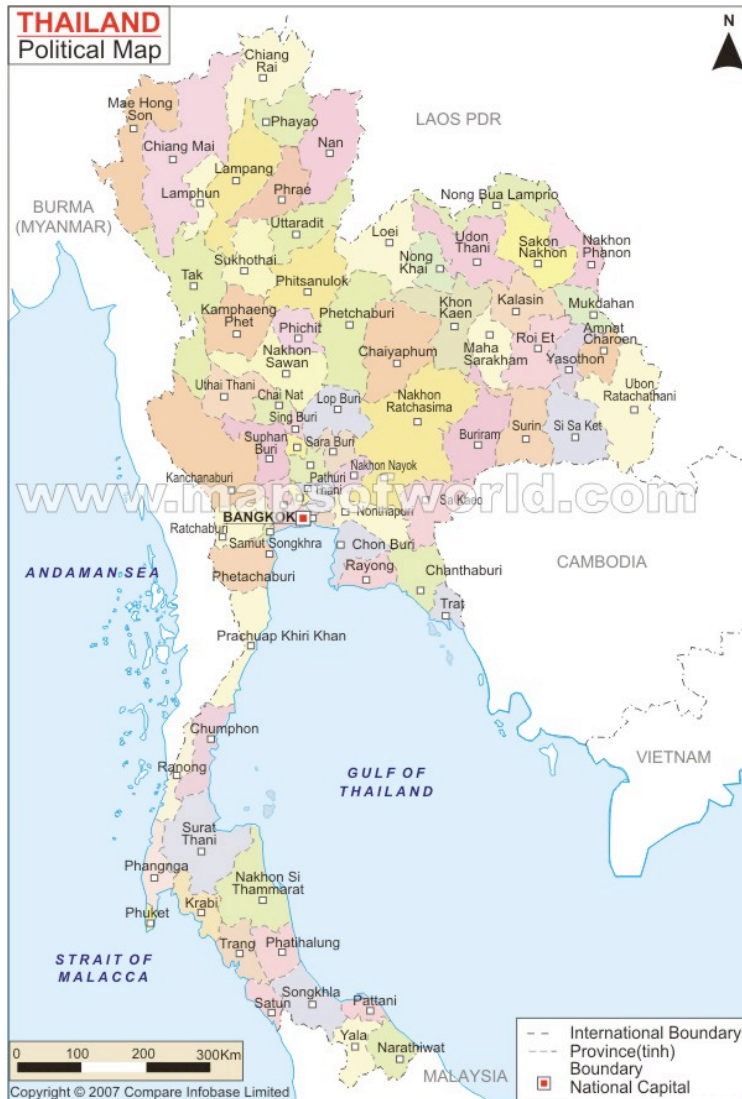 THAILAND
Political Map
N
Chiang
Rai
Mae Hong
Son
Phayao
LAOS PDR
Chiang Mai
Nan
Lampang
Lamphun
Phrae
Nong Bua Lamprio
BURMA
(MYANMAR)
Uttaradit
Loei
Udon
Thani
Sakon
Nakhon
Nakhon
Phanon
Sukhothai
Nong
Khai
Tak
Phitsanulok
Kamphaeng
Phet
Phetchaburi
Khon
Kaen
Kalasin
Mukdahan
Phichit
Amnat
Charoen
Nakhon
Sawan
Chaiyaphum
Maha
Sarakham
Roi Et
Yasothon
Uthai Thani
Chai Nat
Lop Buri
Nakhon
Ratchasima
Ubon
Ratachathani
Sing Buri
Suphan
Buri
Sara Buri
Buriram
Surin
Si Sa Ket
Kanchanaburi
Pathuri
Thani
Nakhon Nayok
www.mapsofworld.com
Sa Kaeo
Nonthapuri
BANGKOK
Ratchaburi
Samut Songkhra
Chon Buri
CAMBODIA
ANDAMAN SEA
Phetachaburi
Rayong
Chanthaburi
Trat
Prachuap Khiri Khan
Chumphon
VIETNAM
Ranong
GULF OF
THAILAND
Surat
Thani
Phangnga
Nakhon Si
Thammarat
Krabi
Phuket
Trang
Phatihalung
STRAIT OF
MALACCA
Songkhla
Satun
Pattani
Yala
Narathiwat
MALAYSIA
0 100 200 300Km
International Boundary
Province(tinh)
Boundary
National Capital
Copyright © 2007 Compare Infobase Limited